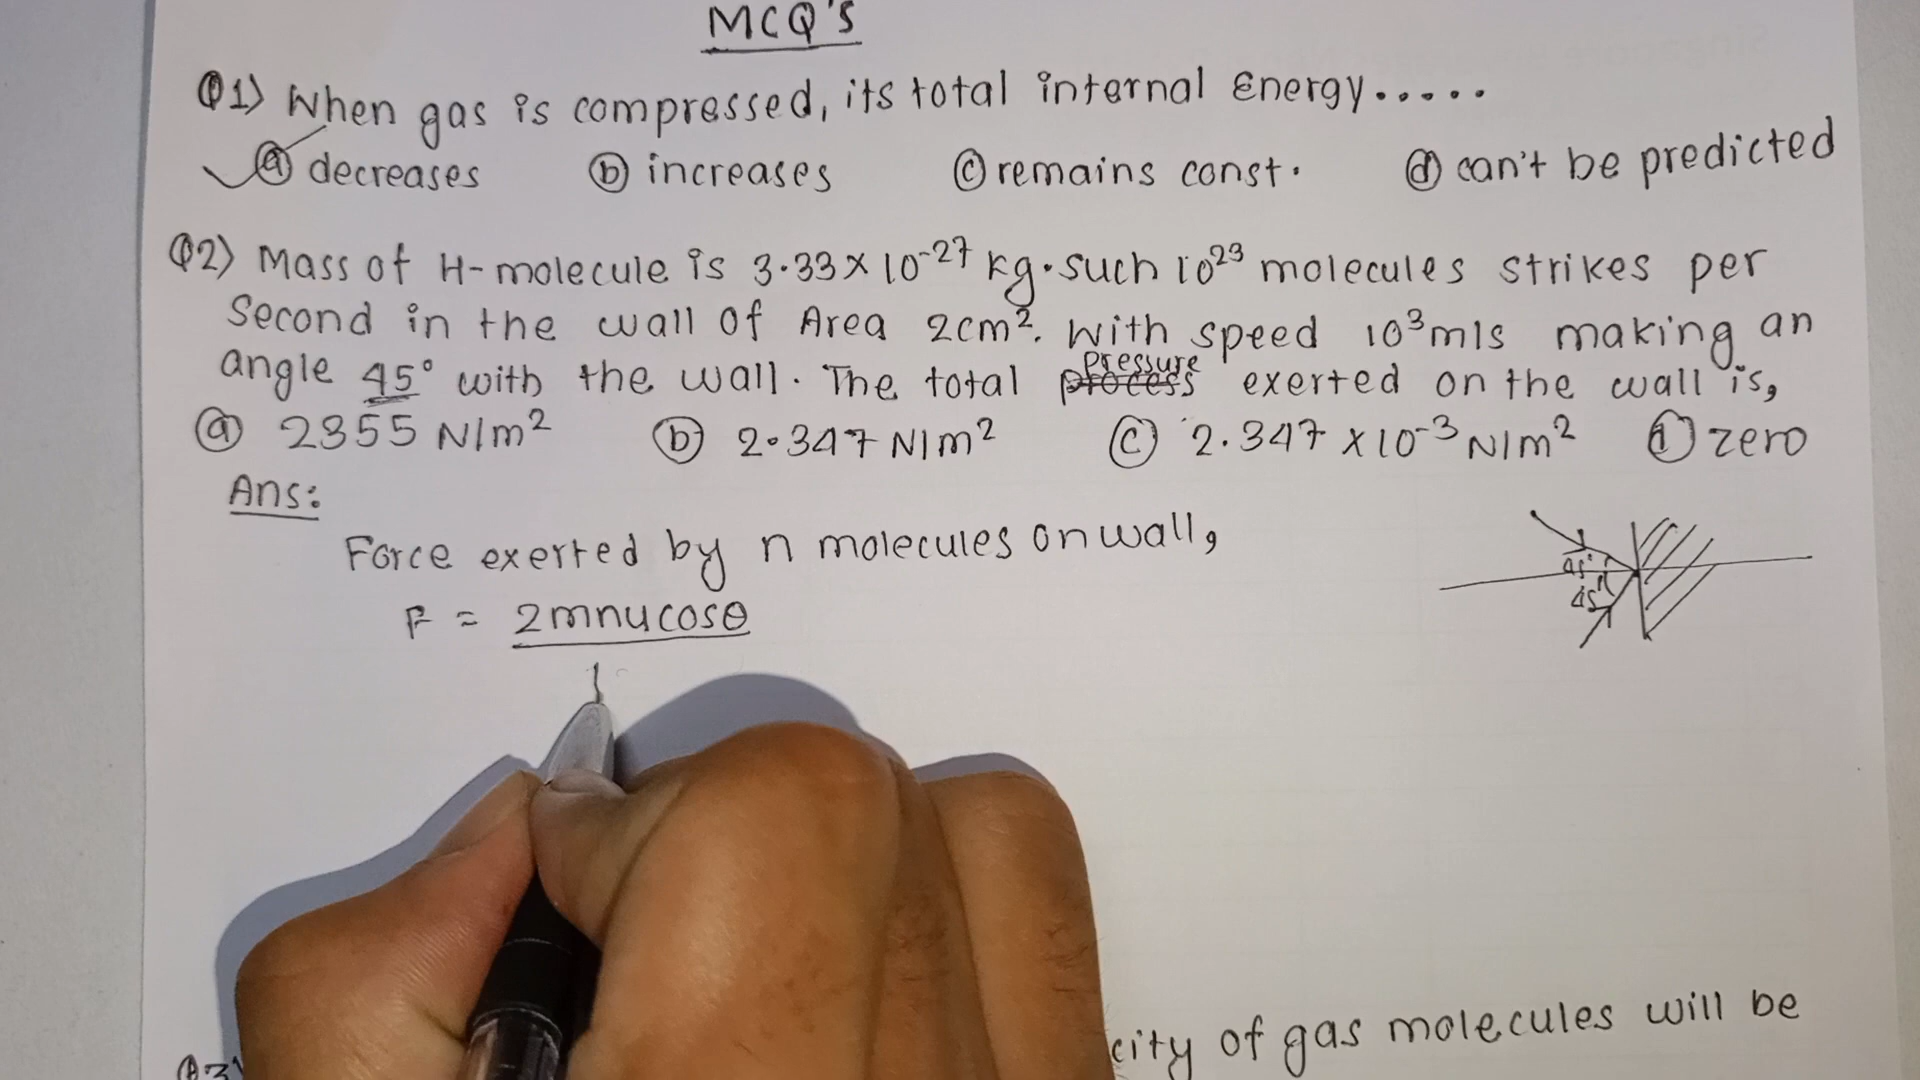 MCQ'S
Q1) When gas is compressed, its total internal Energy.....
ⓐ decreases ⓑ increases ⓒ remains const. ⓓ can't be predicted
Q2) Mass of H-molecule is 3.33 x 10⁻²⁷ kg. such 10²³ molecules strikes per
second in the wall of Area 2cm². With speed 10³ m/s making an
angle 45° with the wall. The total pressure exerted on the wall is,
ⓐ 2355 N/m² ⓑ 2.347 N/m² ⓒ 2.347 x 10⁻³ N/m² ⓓ zero
Ans:
Force exerted by n molecules on wall,
F = 2mnucosθ
45°
45°
Q3)
city of gas molecules will be